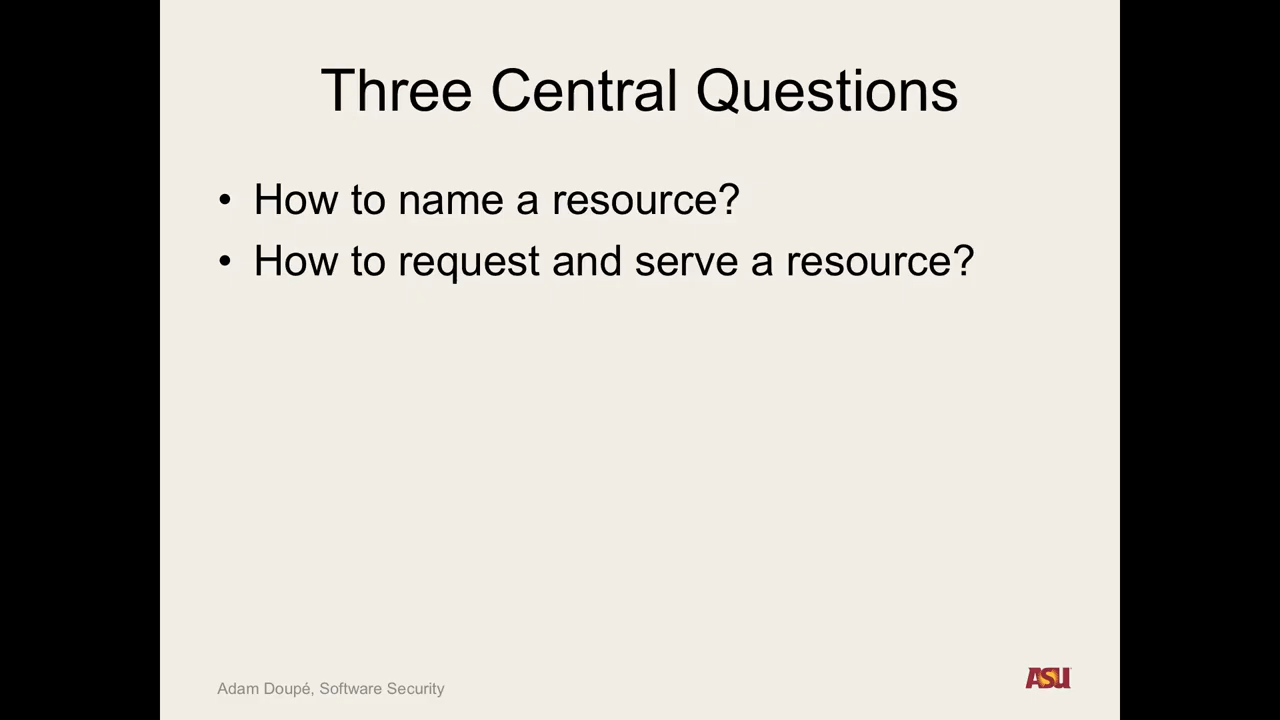 Three Central Questions
• How to name a resource?
• How to request and serve a resource?
Adam Doupé, Software Security
ASU